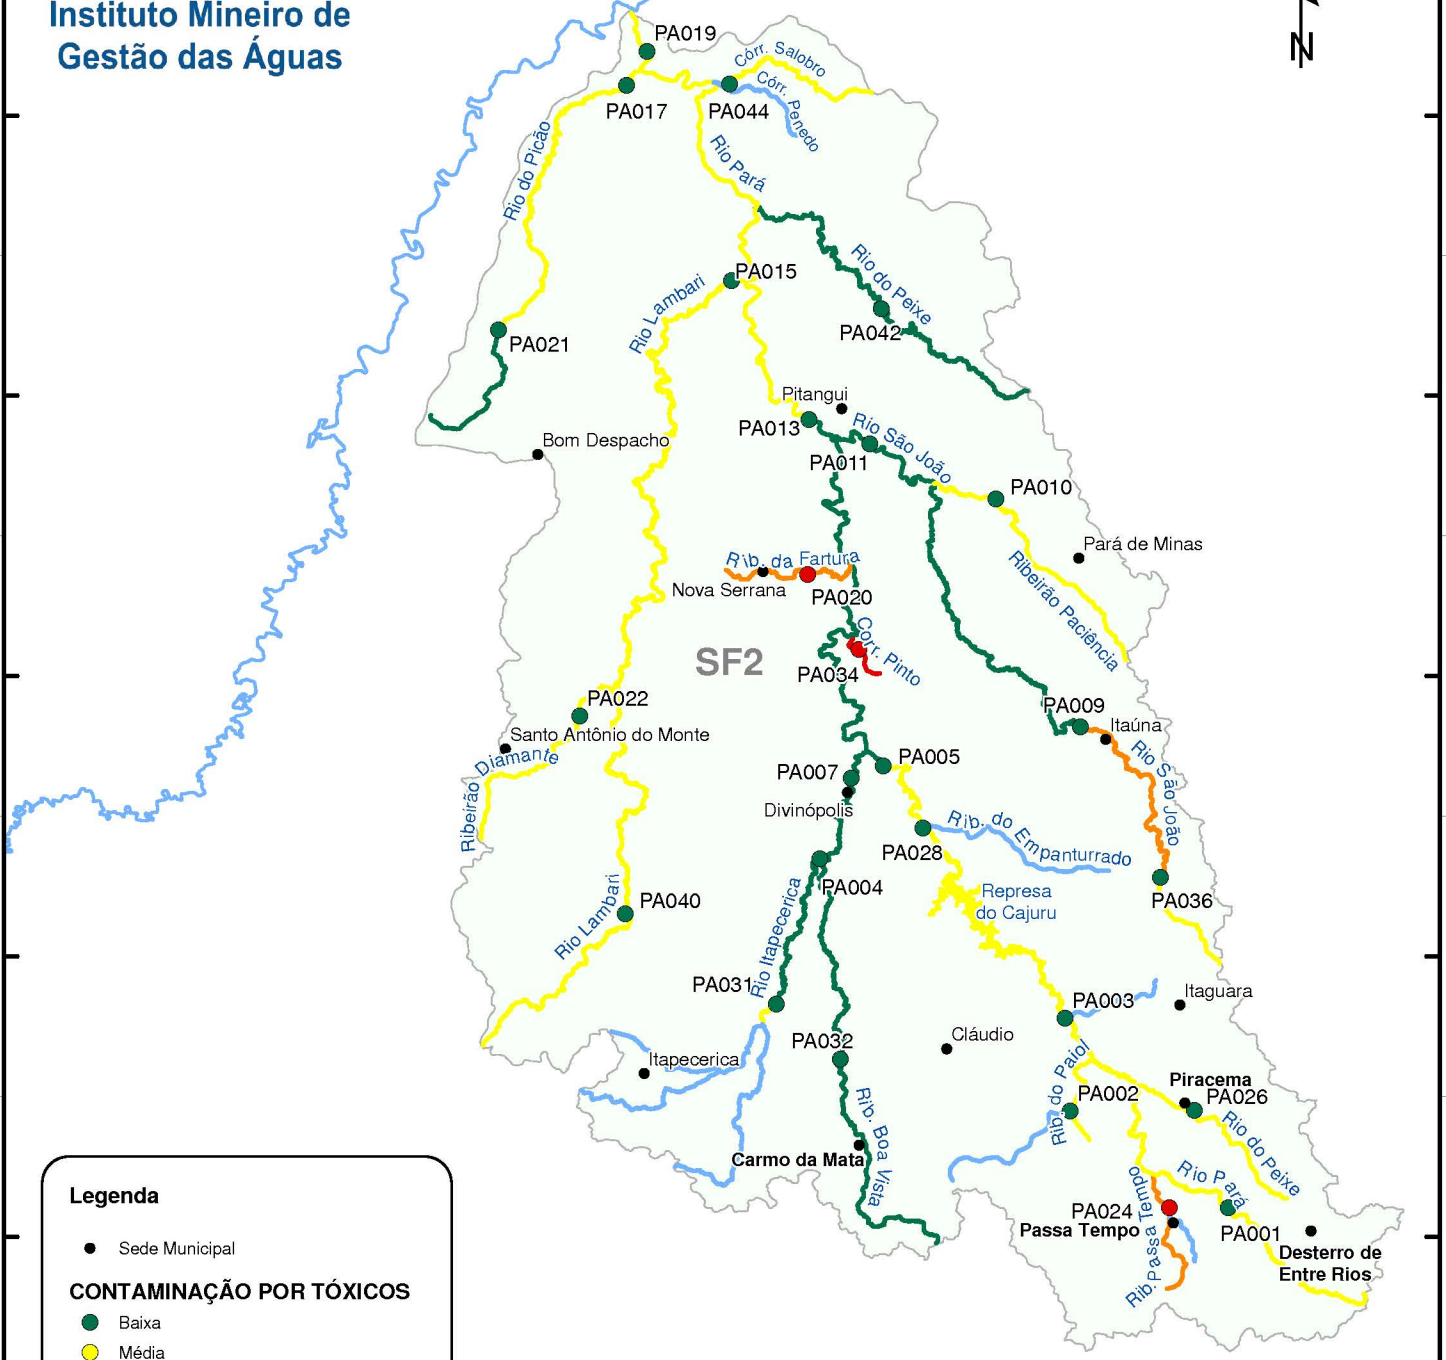 Instituto Mineiro de
Gestão das Águas
N
PA019
Córr. Salobro
Córr. Penedo
PA017
PA044
Rio do Picão
Rio Pará
PA015
Rio do Peixe
Rio Lambari
PA042
PA021
Pitangui
PA013
Rio São João
Bom Despacho
PA011
PA010
Pará de Minas
Rib. da Fartura
Nova Serrana
PA020
Ribeirão Paciência
Corr. Pinto
SF2
PA034
PA022
PA009
Itaúna
Santo Antônio do Monte
Ribeirão Diamante
Rio São João
PA005
PA007
Divinópolis
Rib. do Empanturrado
PA028
PA004
Represa
do Cajuru
PA036
PA040
Rio Lambari
Rio Itapecerica
PA031
PA003
Itaguara
PA032
Cláudio
Itapecerica
Rib. do Paiol
Piracema
PA002
PA026
Rio do Peixe
Rib. Boa Vista
Carmo da Mata
Rio Pará
PA024
Passa Tempo
Rib. Passa Tempo
PA001
Desterro de
Entre Rios
Legenda
Sede Municipal
CONTAMINAÇÃO POR TÓXICOS
Baixa
Média